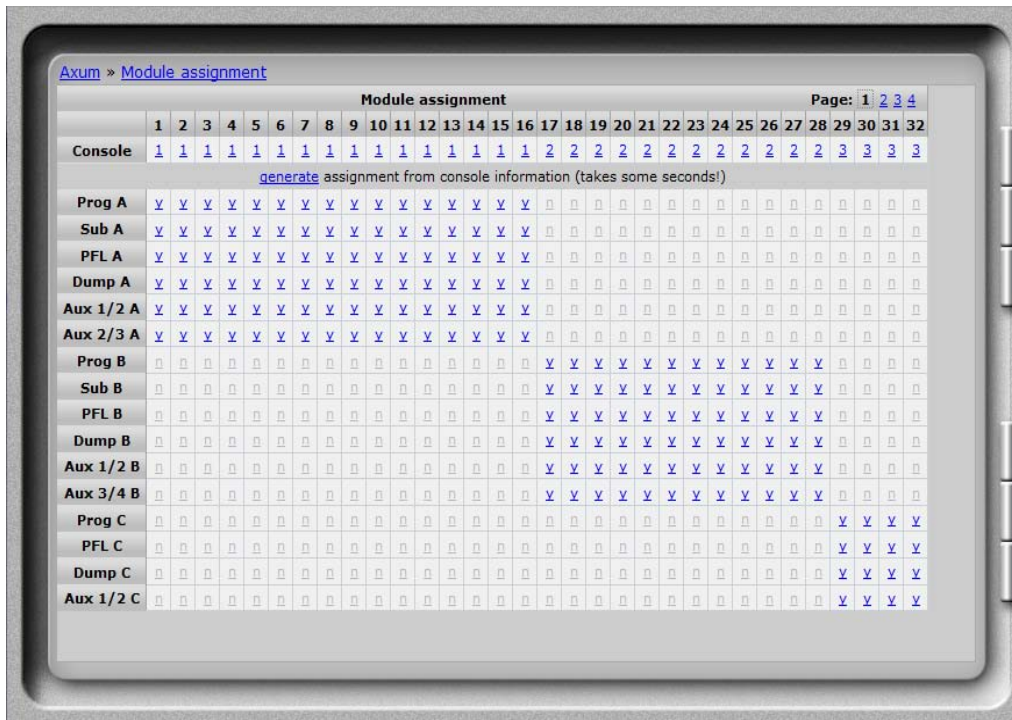 Axum » Module assignment
Module assignment Page: 1 2 3 4
1 2 3 4 5 6 7 8 9 10 11 12 13 14 15 16 17 18 19 20 21 22 23 24 25 26 27 28 29 30 31 32
Console 1 1 1 1 1 1 1 1 1 1 1 1 1 1 1 1 2 2 2 2 2 2 2 2 2 2 2 2 3 3 3 3
generate assignment from console information (takes some seconds!)
Prog A y y y y y y y y y y y y y y y y n n n n n n n n n n n n n n n n
Sub A y y y y y y y y y y y y y y y y n n n n n n n n n n n n n n n n
PFL A y y y y y y y y y y y y y y y y n n n n n n n n n n n n n n n n
Dump A y y y y y y y y y y y y y y y y n n n n n n n n n n n n n n n n
Aux 1/2 A y y y y y y y y y y y y y y y y n n n n n n n n n n n n n n n n
Aux 2/3 A y y y y y y y y y y y y y y y y n n n n n n n n n n n n n n n n
Prog B n n n n n n n n n n n n n n n n y y y y y y y y y y y y n n n n
Sub B n n n n n n n n n n n n n n n n y y y y y y y y y y y y n n n n
PFL B n n n n n n n n n n n n n n n n y y y y y y y y y y y y n n n n
Dump B n n n n n n n n n n n n n n n n y y y y y y y y y y y y n n n n
Aux 1/2 B n n n n n n n n n n n n n n n n y y y y y y y y y y y y n n n n
Aux 3/4 B n n n n n n n n n n n n n n n n y y y y y y y y y y y y n n n n
Prog C n n n n n n n n n n n n n n n n n n n n n n n n n n n n y y y y
PFL C n n n n n n n n n n n n n n n n n n n n n n n n n n n n y y y y
Dump C n n n n n n n n n n n n n n n n n n n n n n n n n n n n y y y y
Aux 1/2 C n n n n n n n n n n n n n n n n n n n n n n n n n n n n y y y y